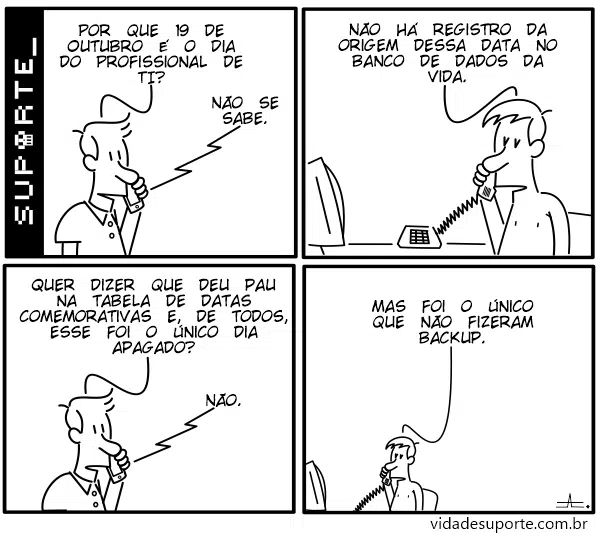 SUPORTE_
POR QUE 19 DE
OUTUBRO É O DIA
DO PROFISSIONAL DE
TI?
NÃO SE
SABE.
NÃO HÁ REGISTRO DA
ORIGEM DESSA DATA NO
BANCO DE DADOS DA
VIDA.
QUER DIZER QUE DEU PAU
NA TABELA DE DATAS
COMEMORATIVAS E, DE TODOS,
ESSE FOI O ÚNICO DIA
APAGADO?
NÃO.
MAS FOI O ÚNICO
QUE NÃO FIZERAM
BACKUP.
vidadesuporte.com.br